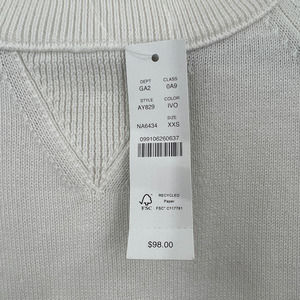 DEPT CLASS
GA2 0A9
STYLE COLOR
AY829 IVO
SIZE
NA6434 XXS
099106260637
FSC
RECYCLED
Paper
FSC® C117781
$98.00